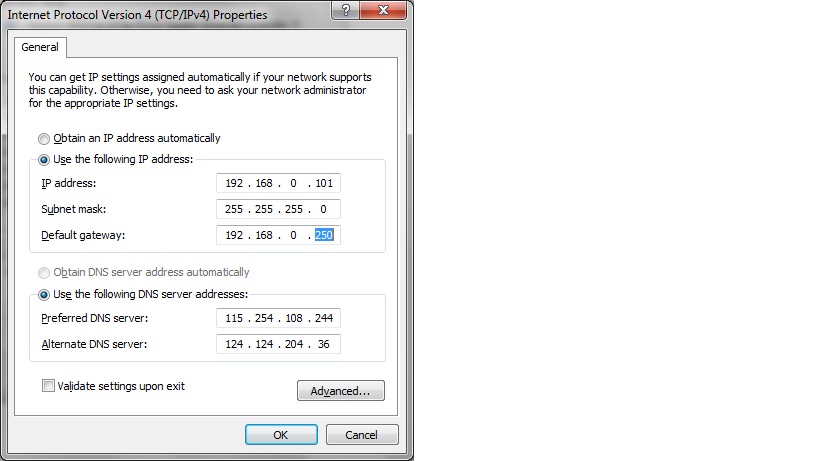 Internet Protocol Version 4 (TCP/IPv4) Properties
?
General
You can get IP settings assigned automatically if your network supports
this capability. Otherwise, you need to ask your network administrator
for the appropriate IP settings.
Obtain an IP address automatically
Use the following IP address:
IP address: 192 . 168 . 0 . 101
Subnet mask: 255 . 255 . 255 . 0
Default gateway: 192 . 168 . 0 . 250
Obtain DNS server address automatically
Use the following DNS server addresses:
Preferred DNS server: 115 . 254 . 108 . 244
Alternate DNS server: 124 . 124 . 204 . 36
Validate settings upon exit
Advanced...
OK Cancel